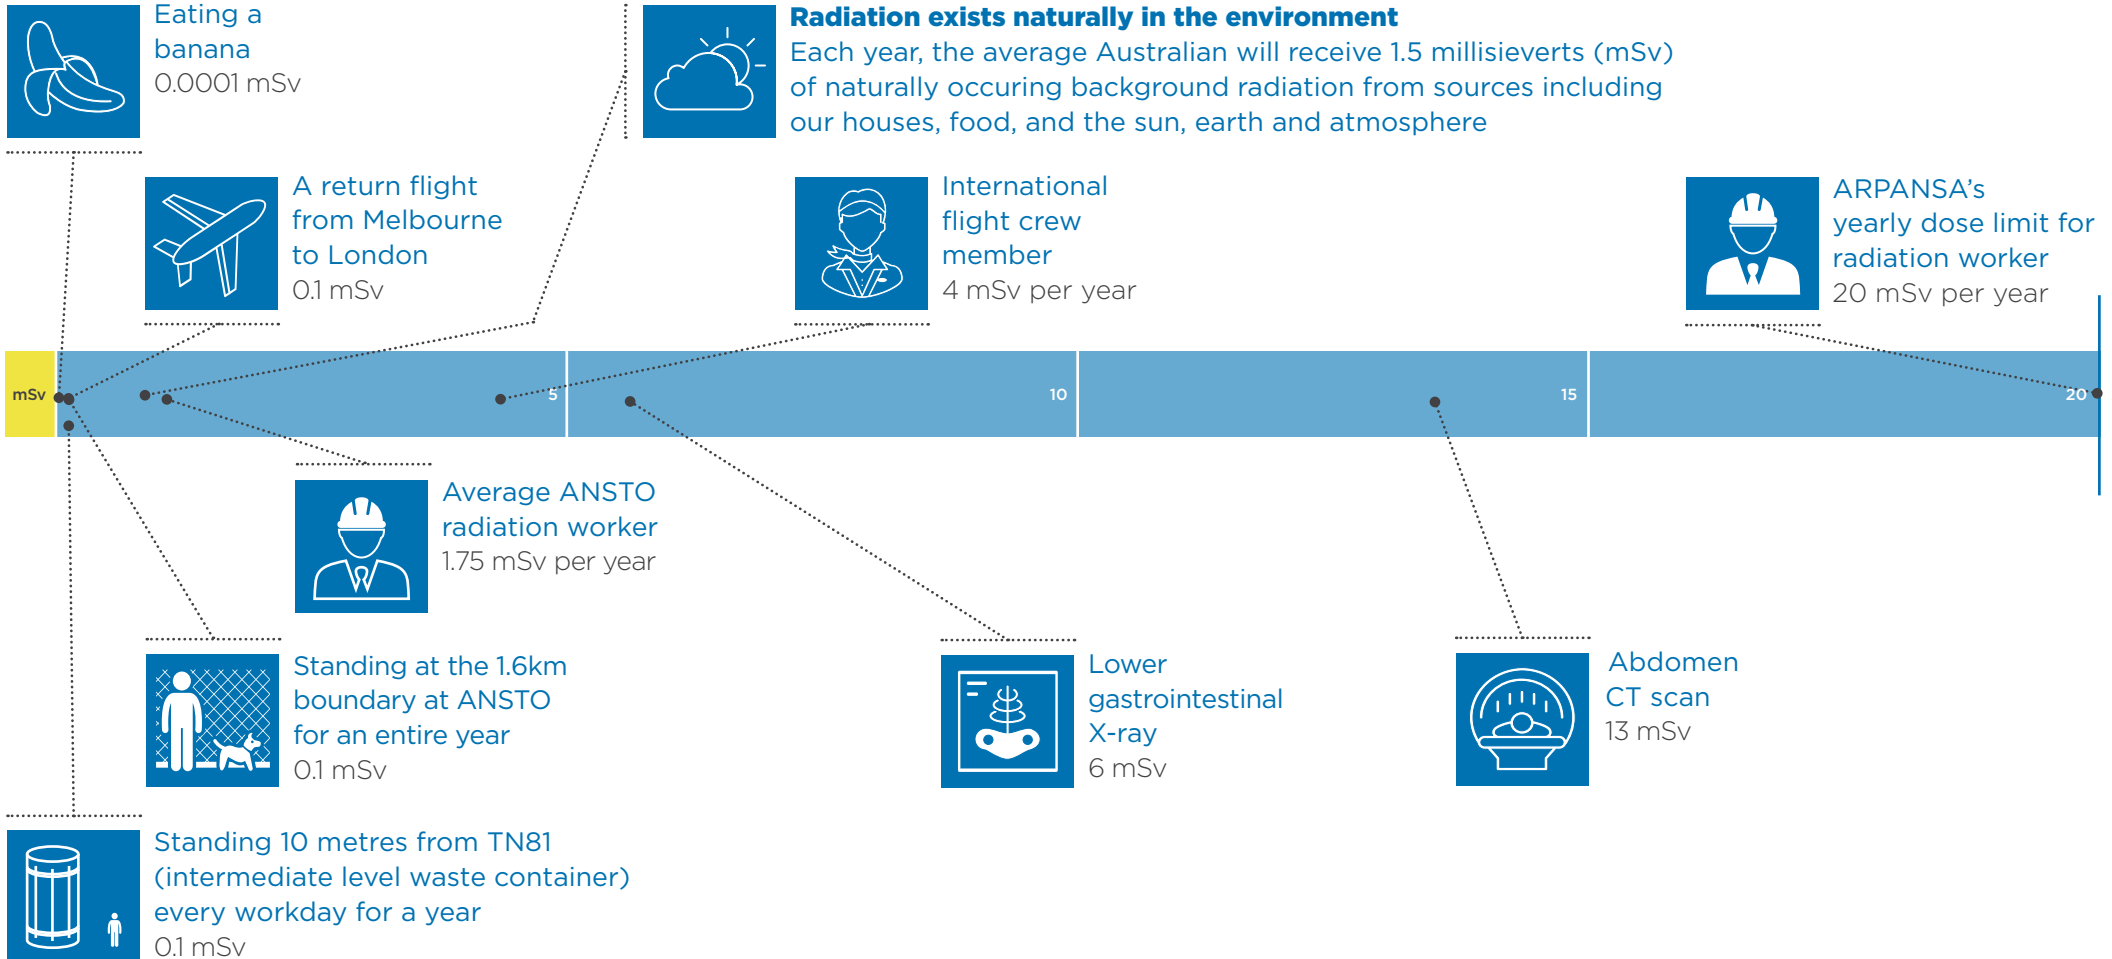 Eating a
banana
0.0001 mSv
Radiation exists naturally in the environment
Each year, the average Australian will receive 1.5 millisieverts (mSv)
of naturally occuring background radiation from sources including
our houses, food, and the sun, earth and atmosphere
A return flight
from Melbourne
to London
0.1 mSv
International
flight crew
member
4 mSv per year
ARPANSA’s
yearly dose limit for
radiation worker
20 mSv per year
mSv
5
10
15
20
Average ANSTO
radiation worker
1.75 mSv per year
Standing at the 1.6km
boundary at ANSTO
for an entire year
0.1 mSv
Lower
gastrointestinal
X-ray
6 mSv
Abdomen
CT scan
13 mSv
Standing 10 metres from TN81
(intermediate level waste container)
every workday for a year
0.1 mSv